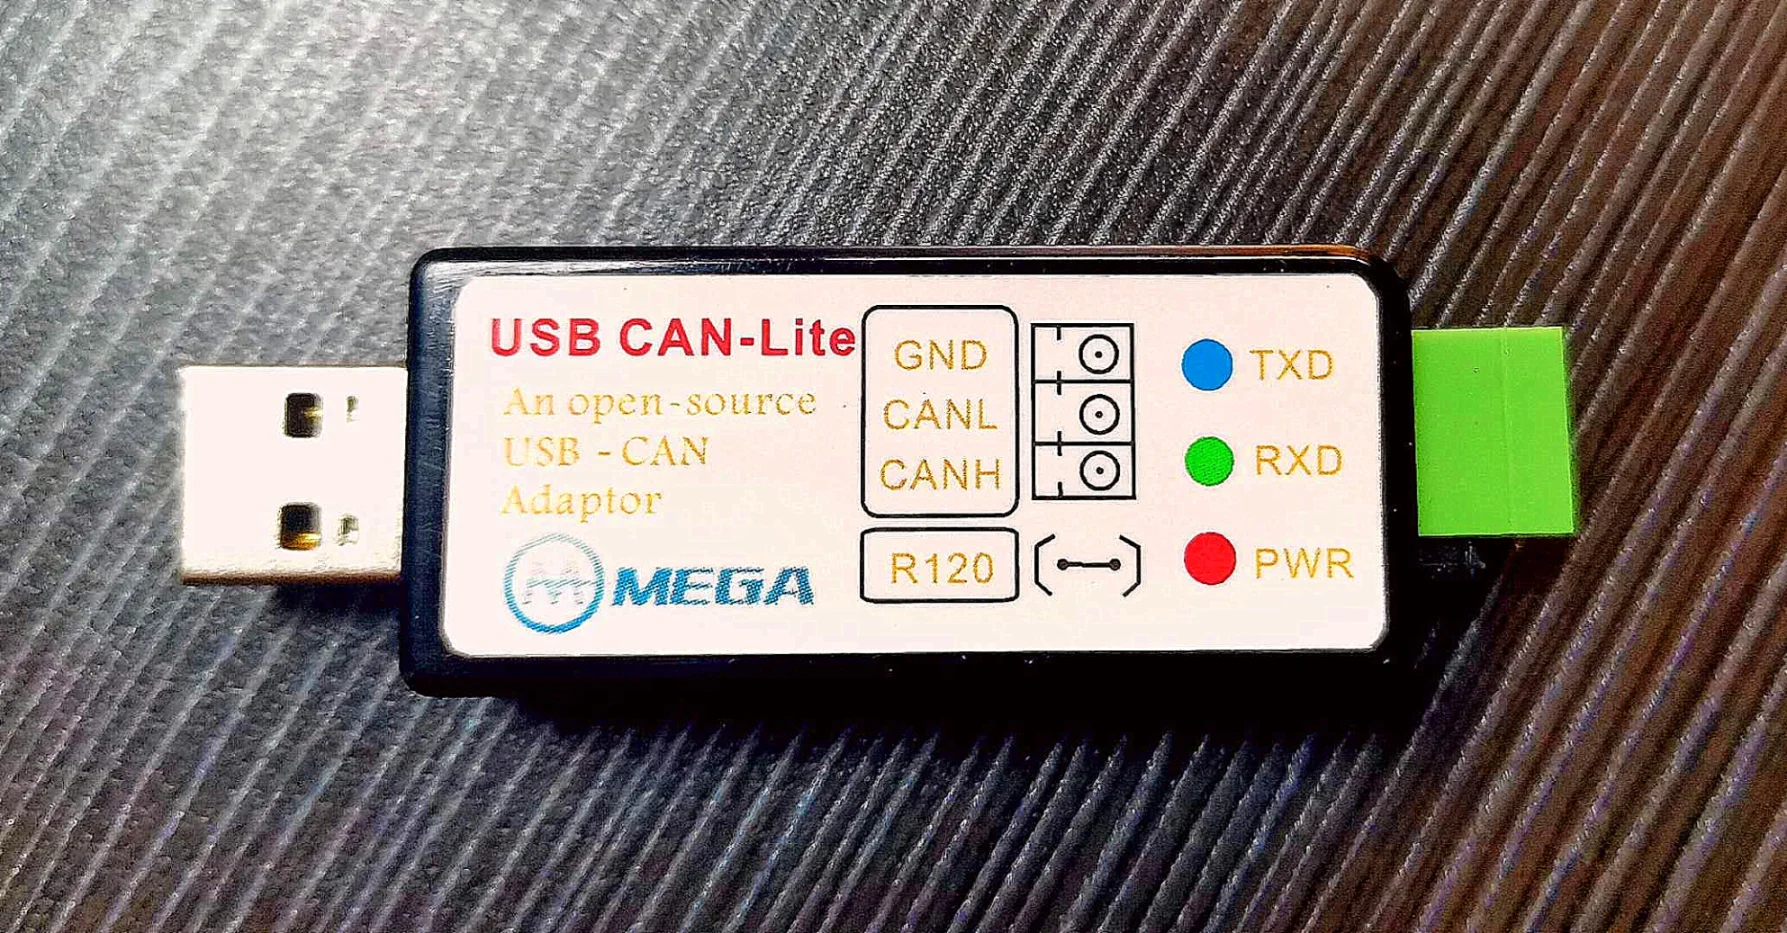 USB CAN-Lite
An open-source
USB - CAN
Adaptor
MEGA
GND
CANL
CANH
R120
TXD
RXD
PWR